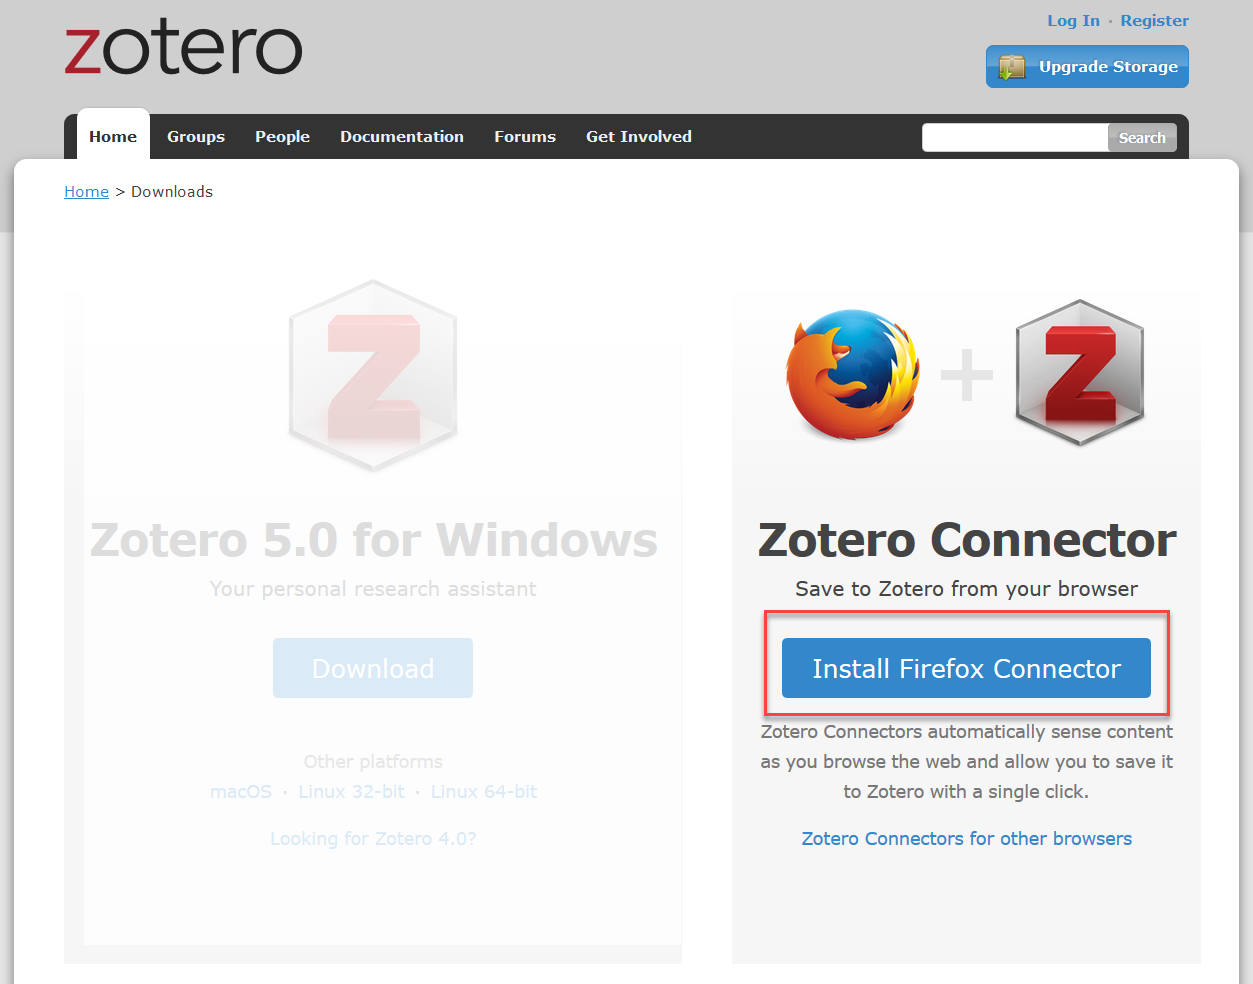 zotero
Log In · Register
Upgrade Storage
Home Groups People Documentation Forums Get Involved Search
Home > Downloads
Zotero 5.0 for Windows
Your personal research assistant
Download
Other platforms
macOS · Linux 32-bit · Linux 64-bit
Looking for Zotero 4.0?
Z
Zotero Connector
Save to Zotero from your browser
Install Firefox Connector
Zotero Connectors automatically sense content
as you browse the web and allow you to save it
to Zotero with a single click.
Zotero Connectors for other browsers